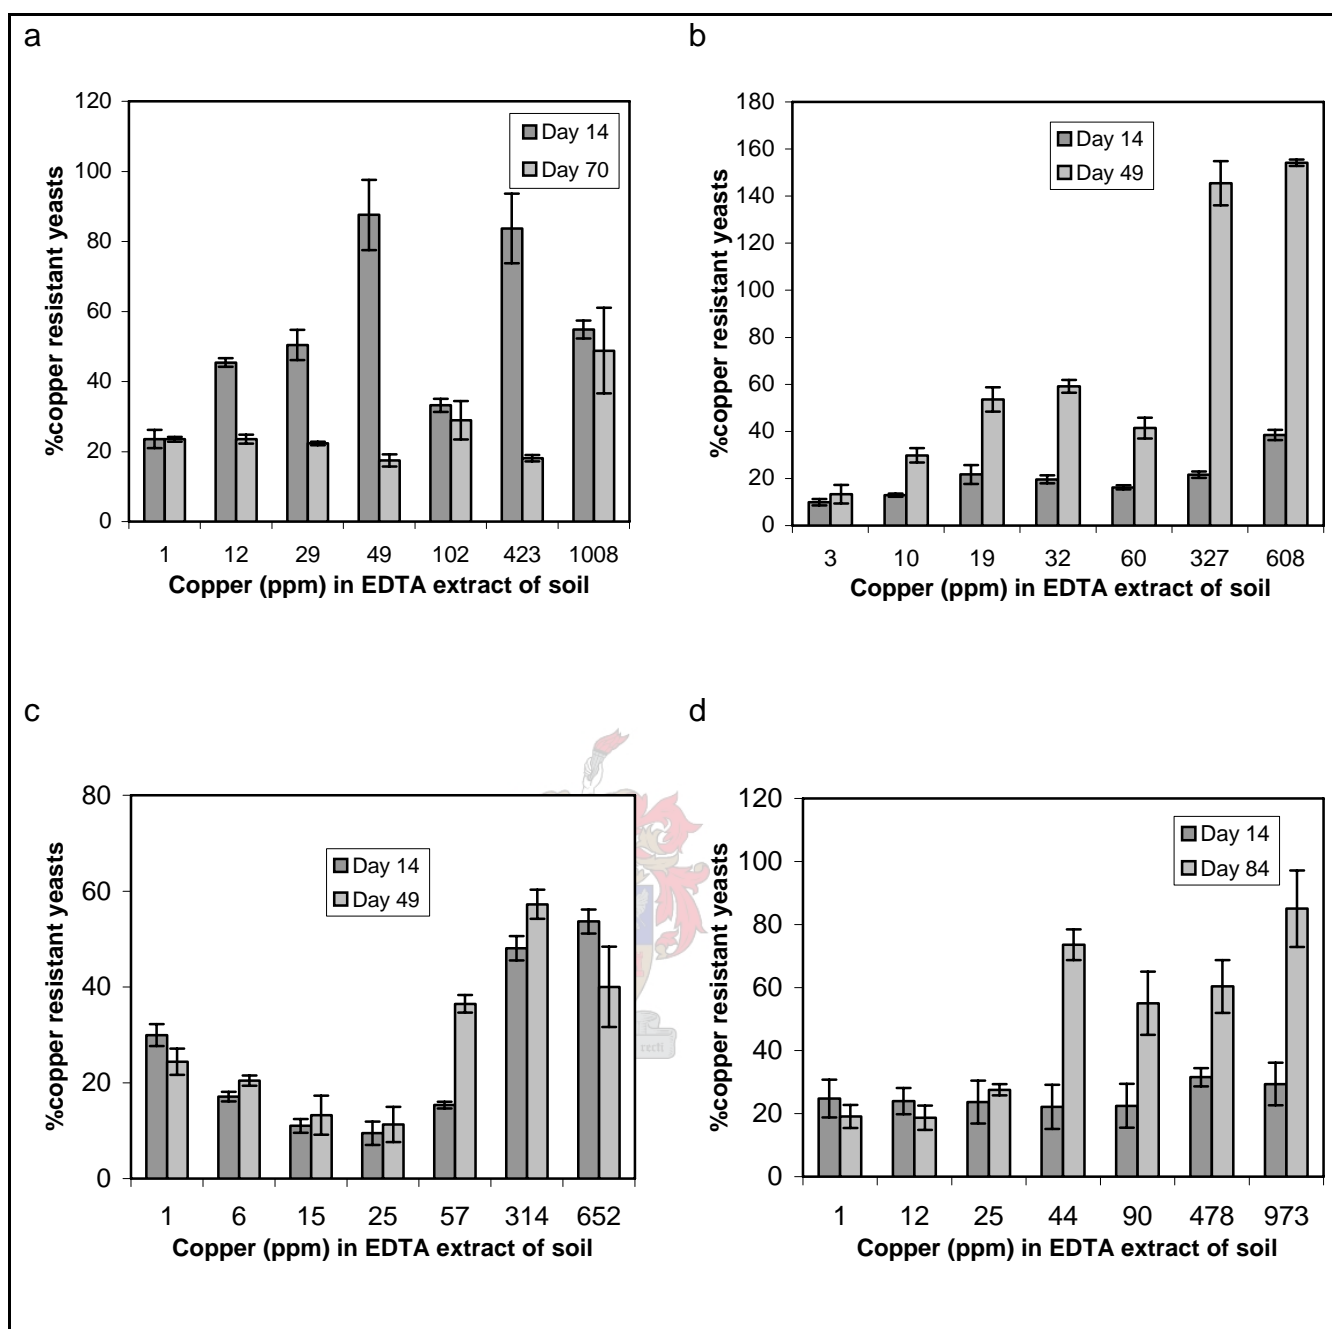 a
120
100
80
60
40
20
0
%copper resistant yeasts
Day 14
Day 70
1 12 29 49 102 423 1008
Copper (ppm) in EDTA extract of soil
b
180
160
140
120
100
80
60
40
20
0
%copper resistant yeasts
Day 14
Day 49
3 10 19 32 60 327 608
Copper (ppm) in EDTA extract of soil
c
80
60
40
20
0
%copper resistant yeasts
Day 14
Day 49
1 6 15 25 57 314 652
Copper (ppm) in EDTA extract of soil
recti
d
120
100
80
60
40
20
0
%copper resistant yeasts
Day 14
Day 84
1 12 25 44 90 478 973
Copper (ppm) in EDTA extract of soil